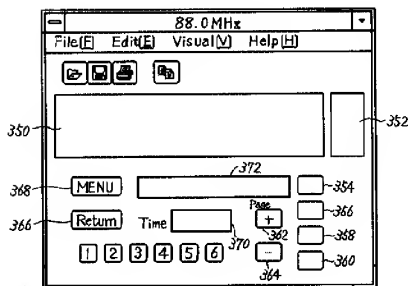 88.0MHz
File[F] Edit[E] Visual[V] Help[H]
350
352
372
368 MENU 354
Page
366 Return Time + 366
370 362 358
1 2 3 4 5 6 - 360
364